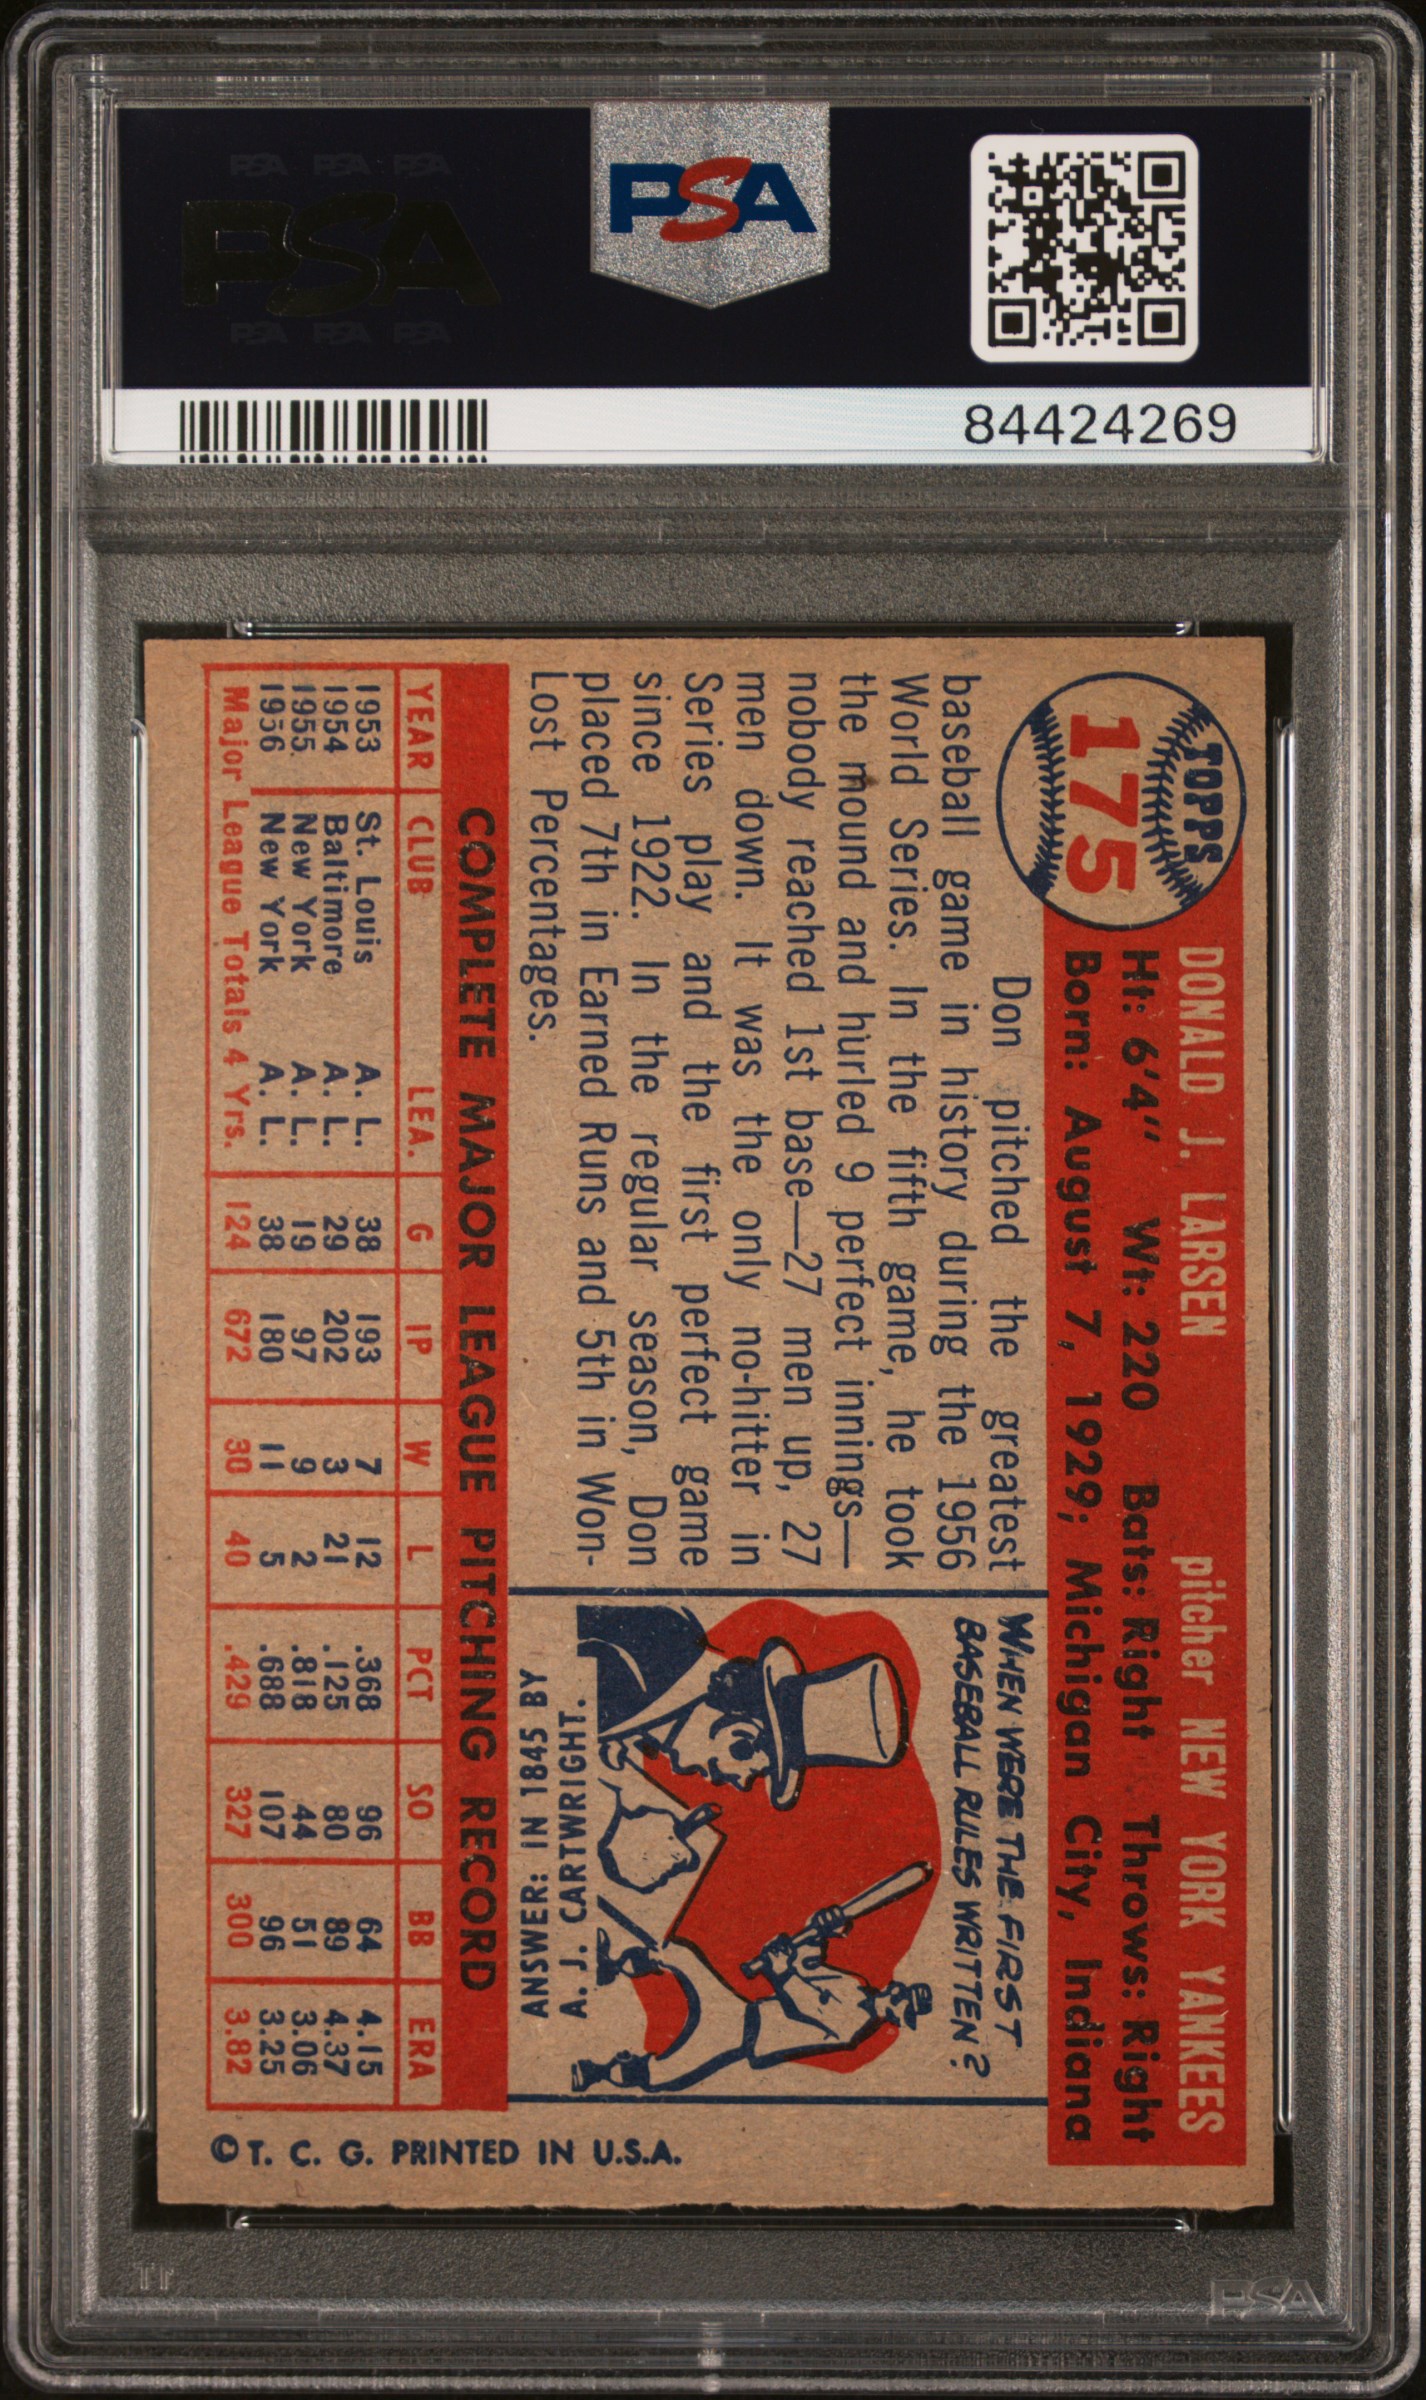 PSA PSA PSA
PSA
PSA PSA PSA
PSA
84424269
TOPPS
175
DONALD J. LARSEN pitcher NEW YORK YANKEES
Ht: 6'4" Wt: 220 Bats: Right Throws: Right
Born: August 7, 1929; Michigan City, Indiana
Don pitched the greatest
baseball game in history during the 1956
World Series. In the fifth game, he took
the mound and hurled 9 perfect innings—
nobody reached 1st base—27 men up, 27
men down. It was the only no-hitter in
Series play and the first perfect game
since 1922. In the regular season, Don
placed 7th in Earned Runs and 5th in Won-
Lost Percentages.
WHEN WERE THE FIRST
BASEBALL RULES WRITTEN?
ANSWER: IN 1845 BY
A. J. CARTWRIGHT.
COMPLETE MAJOR LEAGUE PITCHING RECORD
YEAR CLUB LEA. G IP W L PCT SO BB ERA
1953 St. Louis A. L. 38 193 7 12 .368 96 64 4.15
1954 Baltimore A. L. 29 202 3 21 .125 80 89 4.37
1955 New York A. L. 19 97 9 2 .818 44 51 3.06
1956 New York A. L. 38 180 11 5 .688 107 96 3.25
Major League Totals 4 Yrs. 124 672 30 40 .429 327 300 3.82
© T. C. G. PRINTED IN U.S.A.
PSA